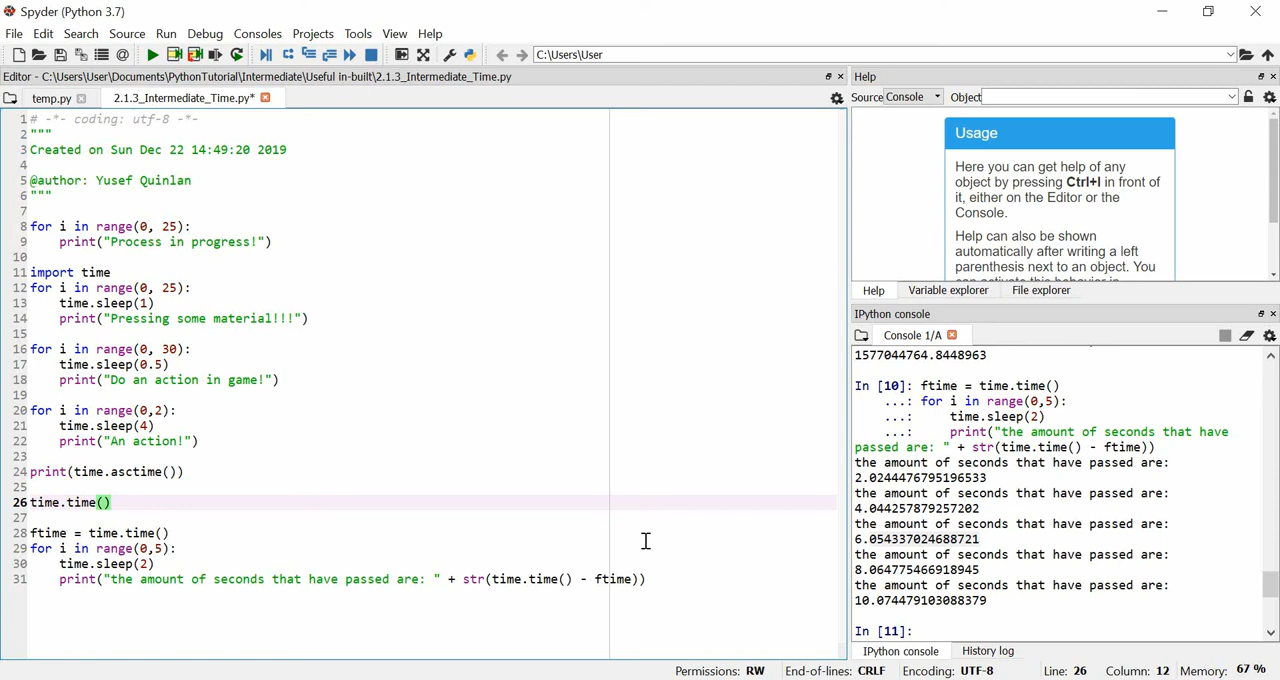 Spyder (Python 3.7)
File Edit Search Source Run Debug Consoles Projects Tools View Help
C:\Users\User
Editor - C:\Users\User\Documents\PythonTutorial\Intermediate\Useful in-built\2.1.3_Intermediate_Time.py
temp.py 2.1.3_Intermediate_Time.py*
1 # -*- coding: utf-8 -*-
2 """
3 Created on Sun Dec 22 14:49:20 2019
4
5 @author: Yusef Quinlan
6 """
7
8 for i in range(0, 25):
9     print("Process in progress!")
10
11 import time
12 for i in range(0, 25):
13     time.sleep(1)
14     print("Pressing some material!!!")
15
16 for i in range(0, 30):
17     time.sleep(0.5)
18     print("Do an action in game!")
19
20 for i in range(0,2):
21     time.sleep(4)
22     print("An action!")
23
24 print(time.asctime())
25
26 time.time()
27
28 ftime = time.time()
29 for i in range(0,5):
30     time.sleep(2)
31     print("the amount of seconds that have passed are: " + str(time.time() - ftime))
Help
Source Console Object
Usage
Here you can get help of any
object by pressing Ctrl+I in front of
it, either on the Editor or the
Console.
Help can also be shown
automatically after writing a left
parenthesis next to an object. You
can activate this behavior in
Help Variable explorer File explorer
IPython console
Console 1/A
1577044764.8448963
In [10]: ftime = time.time()
...: for i in range(0,5):
...:     time.sleep(2)
...:     print("the amount of seconds that have
passed are: " + str(time.time() - ftime))
the amount of seconds that have passed are:
2.0244476795196533
the amount of seconds that have passed are:
4.044257879257202
the amount of seconds that have passed are:
6.054337024688721
the amount of seconds that have passed are:
8.064775466918945
the amount of seconds that have passed are:
10.074479103088379
In [11]:
IPython console History log
Permissions: RW End-of-lines: CRLF Encoding: UTF-8 Line: 26 Column: 12 Memory: 67 %